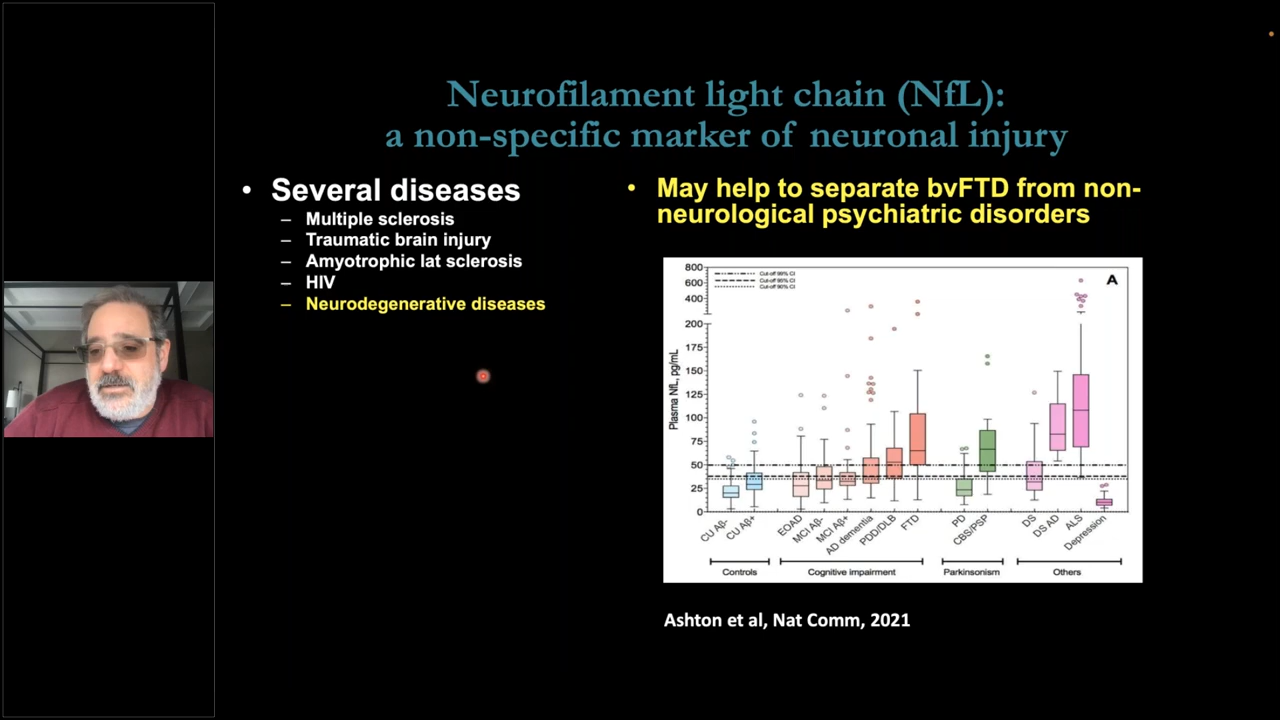 Neurofilament light chain (NfL):
a non-specific marker of neuronal injury
• Several diseases
– Multiple sclerosis
– Traumatic brain injury
– Amyotrophic lat sclerosis
– HIV
– Neurodegenerative diseases
• May help to separate bvFTD from non-
neurological psychiatric disorders
A
Cut-off 99% CI
Cut-off 95% CI
Cut-off 90% CI
Plasma NfL, pg/mL
800
600
400
200
175
150
125
100
75
50
25
0
CU Aβ-
CU Aβ+
EOAD
MCI Aβ-
MCI Aβ+
AD dementia
PDD/DLB
FTD
PD
CBS/PSP
DS
DS AD
ALS
Depression
Controls
Cognitive impairment
Parkinsonism
Others
Ashton et al, Nat Comm, 2021